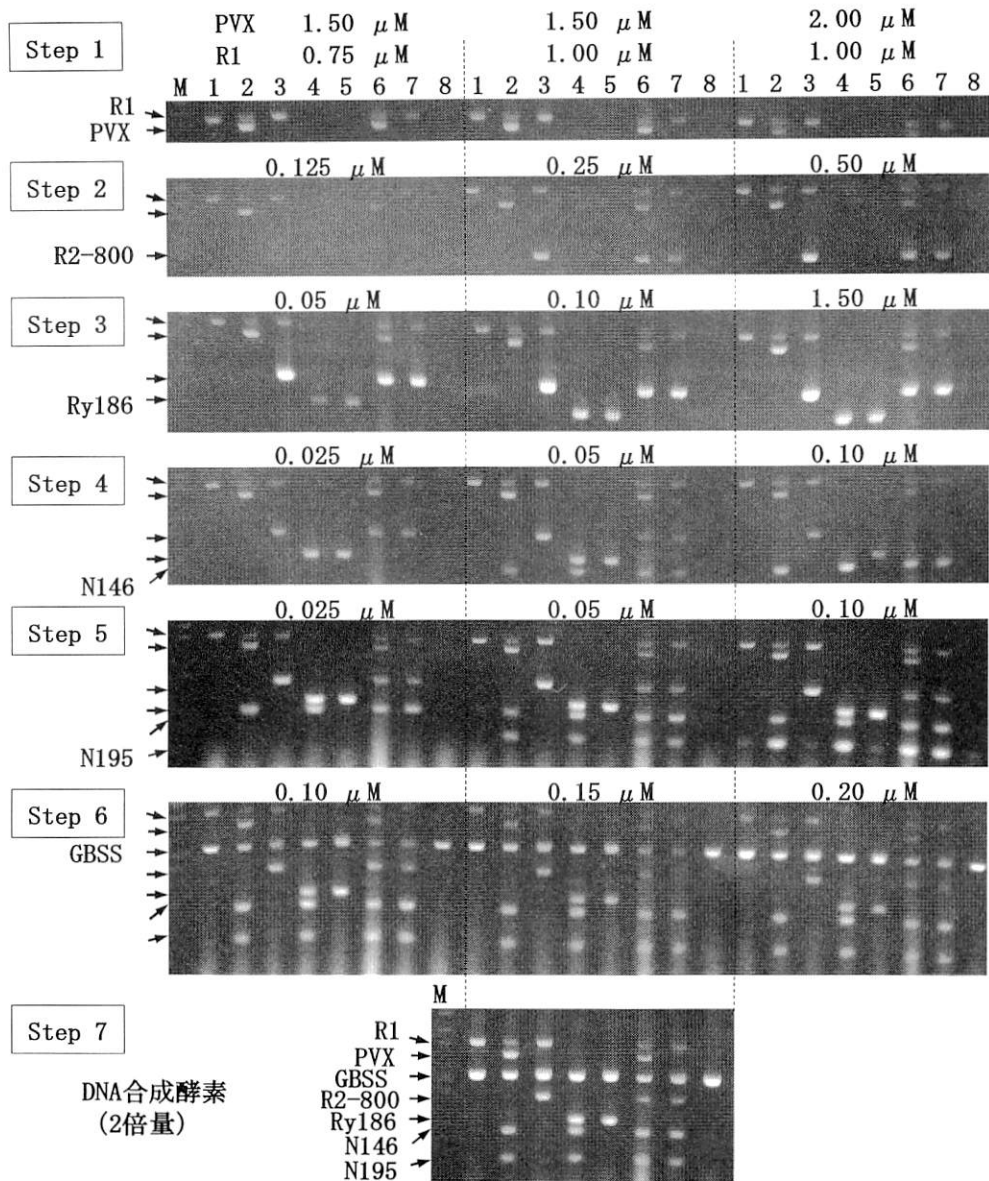 Step 1
PVX 1.50 μM 1.50 μM 2.00 μM
R1 0.75 μM 1.00 μM 1.00 μM
M 1 2 3 4 5 6 7 8 1 2 3 4 5 6 7 1 2 3 4 5 6 7 8
R1
PVX
Step 2
0.125 μM 0.25 μM 0.50 μM
R2-800
Step 3
0.05 μM 0.10 μM 1.50 μM
Ry186
Step 4
0.025 μM 0.05 μM 0.10 μM
N146
Step 5
0.025 μM 0.05 μM 0.10 μM
N195
Step 6
0.10 μM 0.15 μM 0.20 μM
GBSS
Step 7
M
R1
PVX
GBSS
R2-800
Ry186
N146
N195
DNA合成酵素
(2倍量)